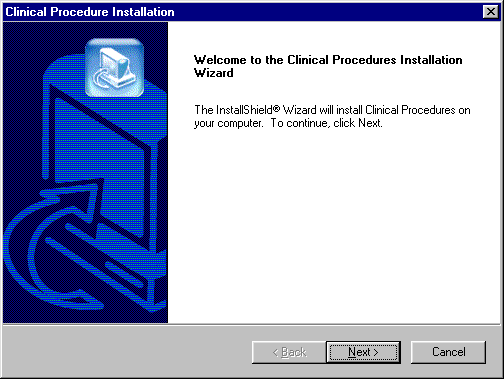 Clinical Procedure Installation
Welcome to the Clinical Procedures Installation
Wizard
The InstallShield® Wizard will install Clinical Procedures on
your computer.  To continue, click Next.
< Back
Next >
Cancel